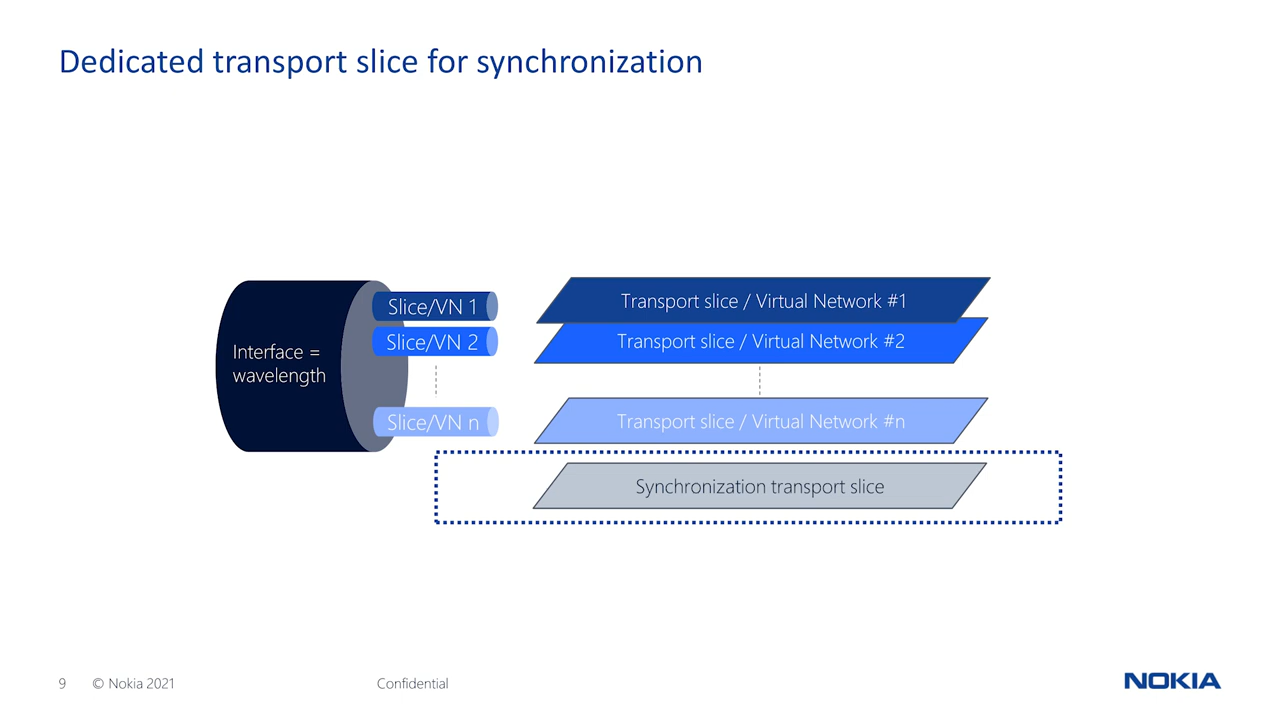 Dedicated transport slice for synchronization
Interface =
wavelength
Slice/VN 1
Slice/VN 2
Slice/VN n
Transport slice / Virtual Network #1
Transport slice / Virtual Network #2
Transport slice / Virtual Network #n
Synchronization transport slice
9 © Nokia 2021 Confidential
NOKIA